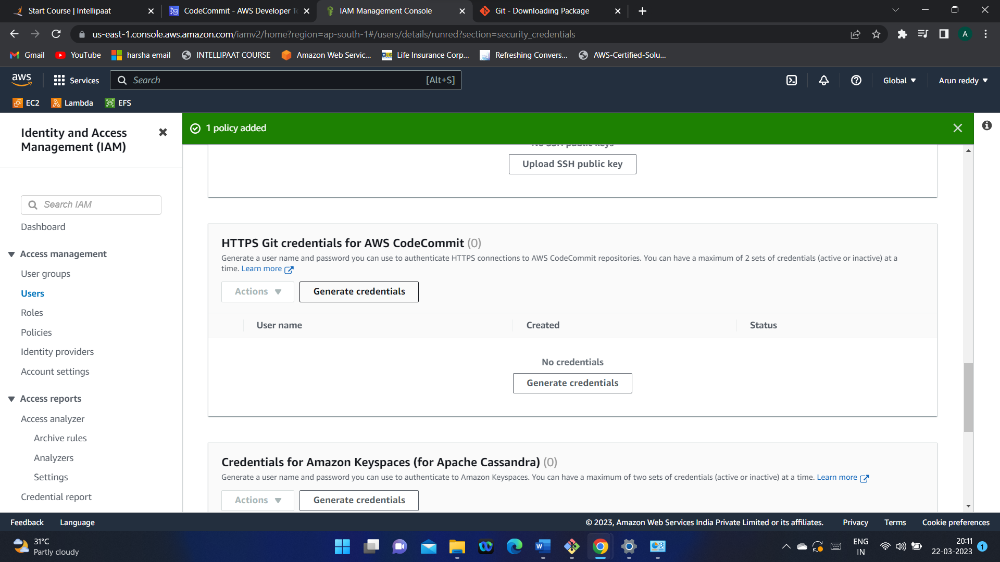 Start Course | Intellipaat
CodeCommit - AWS Developer T
IAM Management Console
Git - Downloading Package
us-east-1.console.aws.amazon.com/iamv2/home?region=ap-south-1#/users/details/runred?section=security_credentials
A
Gmail
YouTube
harsha email
INTELLIPAAT COURSE
Amazon Web Servic...
LIC
Life Insurance Corp...
Refreshing Convers...
AWS-Certified-Solu...
aws
Services
Search
[Alt+S]
Global
Arun reddy
EC2
Lambda
EFS
Identity and Access
Management (IAM)
1 policy added
No SSH public keys
Upload SSH public key
Search IAM
Dashboard
Access management
User groups
Users
Roles
Policies
Identity providers
Account settings
Access reports
Access analyzer
Archive rules
Analyzers
Settings
Credential report
HTTPS Git credentials for AWS CodeCommit (0)
Generate a user name and password you can use to authenticate HTTPS connections to AWS CodeCommit repositories. You can have a maximum of 2 sets of credentials (active or inactive) at a
time. Learn more
Actions
Generate credentials
User name
Created
Status
No credentials
Generate credentials
Credentials for Amazon Keyspaces (for Apache Cassandra) (0)
Generate a user name and password you can use to authenticate to Amazon Keyspaces. You can have a maximum of two sets of credentials (active or inactive) at a time. Learn more
Actions
Generate credentials
Feedback
Language
© 2023, Amazon Web Services India Private Limited or its affiliates.
Privacy
Terms
Cookie preferences
31°C
Partly cloudy
ENG
IN
20:11
22-03-2023
1